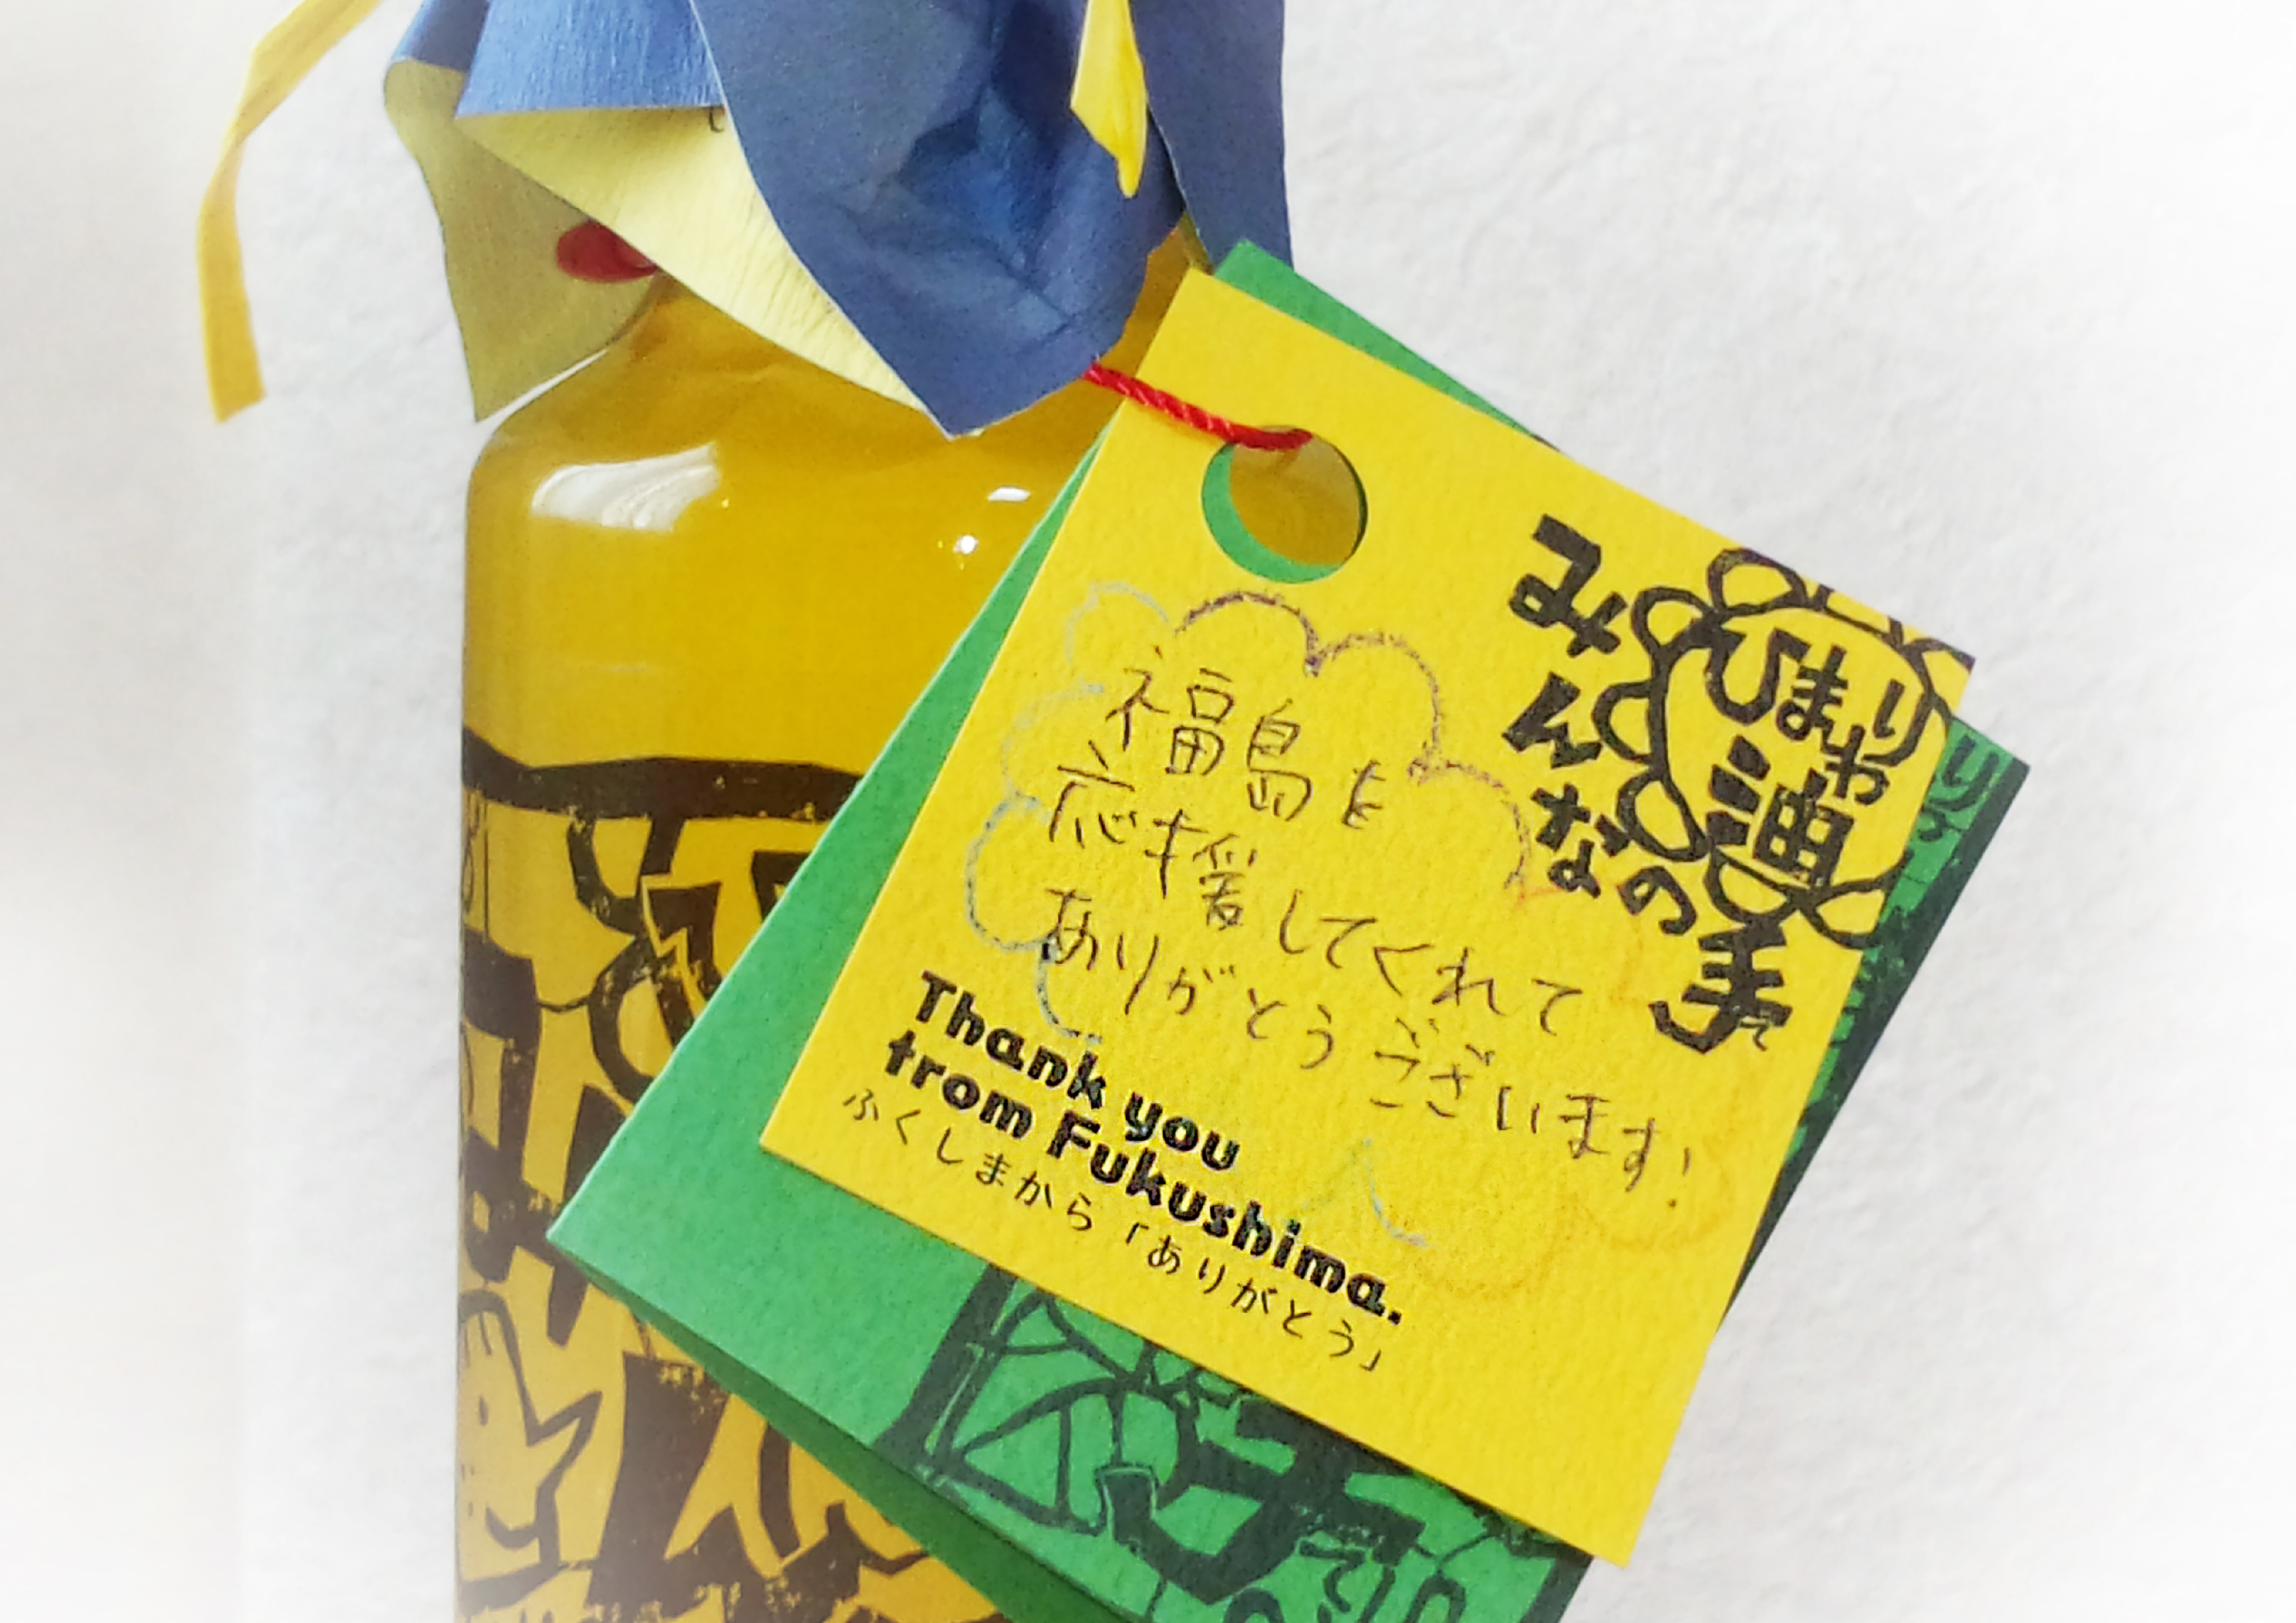 みんなの手て
ひまわり油
福島を
応援してくれて
ありがとうございます!
Thank you
from Fukushima.
ふくしまから「ありがとう」